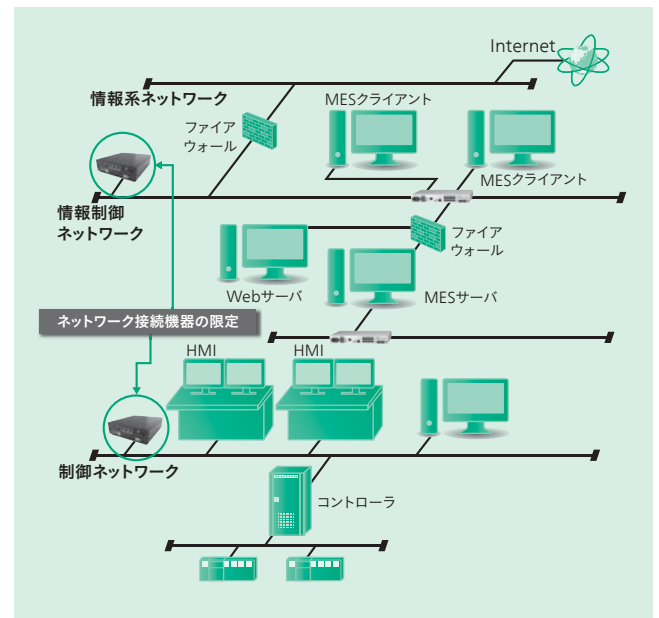 Internet
情報系ネットワーク
MESクライアント
ファイア
ウォール
MESクライアント
情報制御
ネットワーク
ファイア
ウォール
Webサーバ
MESサーバ
ネットワーク接続機器の限定
HMI
HMI
制御ネットワーク
コントローラ